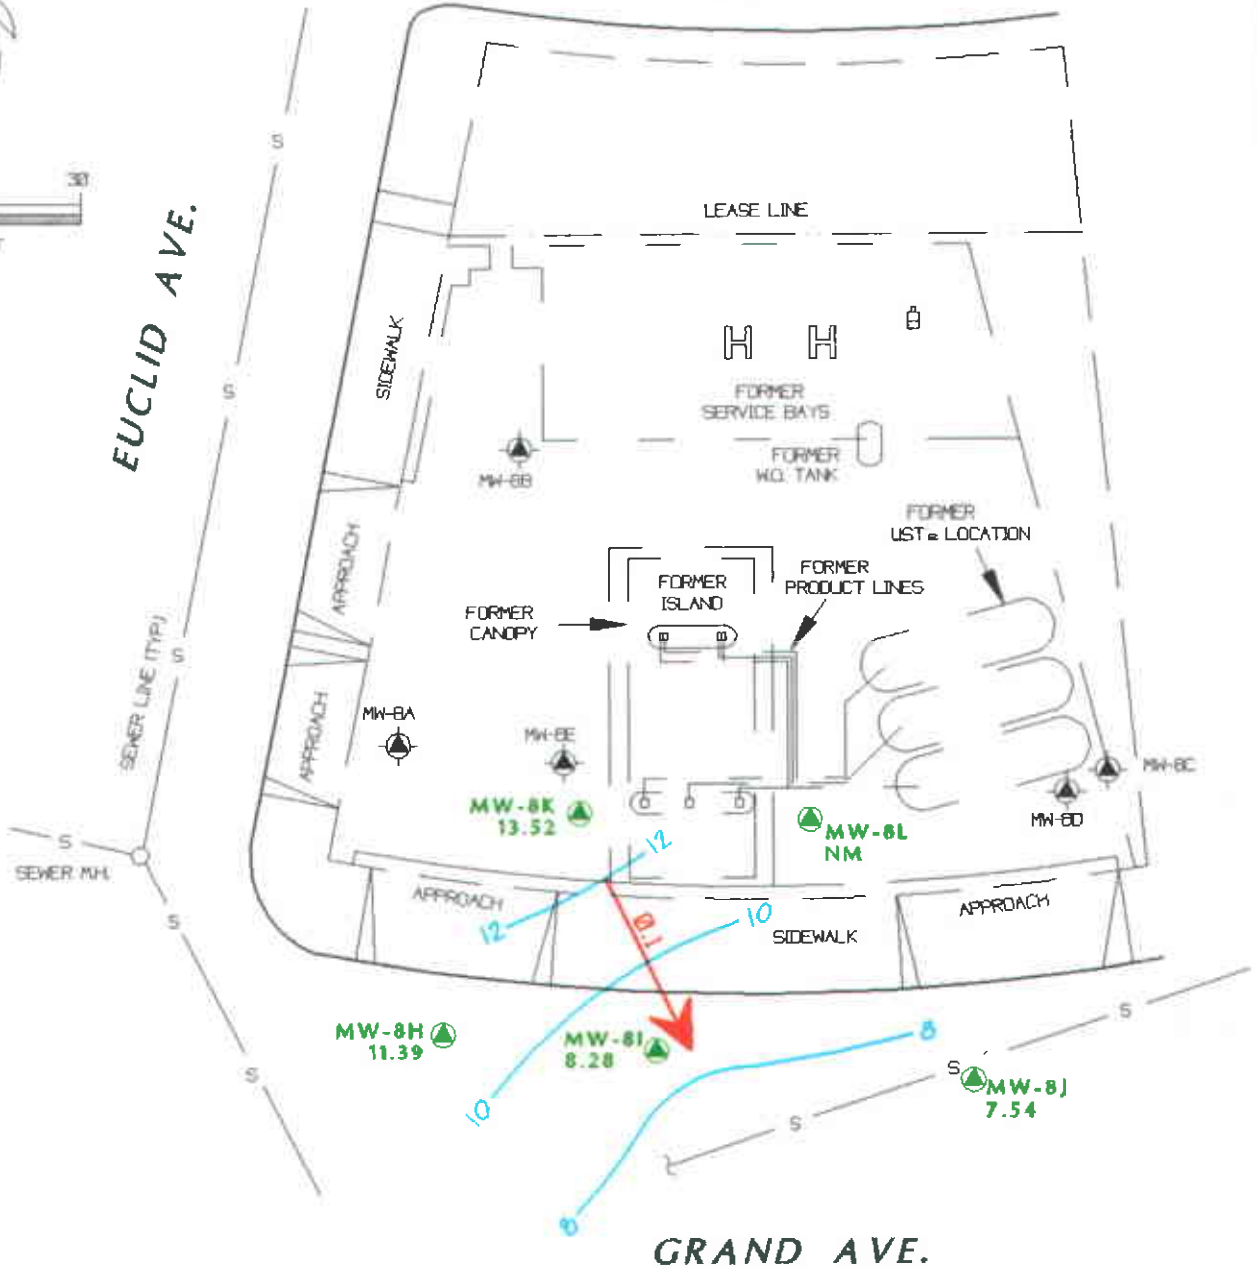 30
EUCLID AVE.
S
S
S
S
S
S
S
S
S
S
LEASE LINE
SIDEWALK
H H
FORMER
SERVICE BAYS
FORMER
W.O. TANK
MW-8B
FORMER
USTs LOCATION
APPROACH
FORMER
ISLAND
FORMER
PRODUCT LINES
FORMER
CANOPY
SEWER LINE (TYP)
MW-8A
APPROACH
MW-8E
MW-8C
MW-8D
MW-8K
13.52
MW-8L
NM
SEWER M.H.
12
12
APPROACH
0.1
10
SIDEWALK
APPROACH
MW-8H
11.39
MW-8I
8.28
8
MW-8J
7.54
10
8
GRAND AVE.